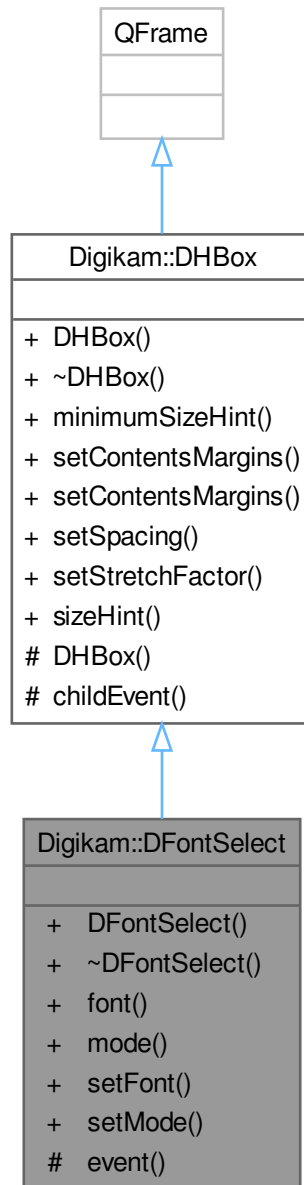 QFrame
Digikam::DHBox
+ DHBox()
+ ~DHBox()
+ minimumSizeHint()
+ setContentsMargins()
+ setContentsMargins()
+ setSpacing()
+ setStretchFactor()
+ sizeHint()
# DHBox()
# childEvent()
Digikam::DFontSelect
+ DFontSelect()
+ ~DFontSelect()
+ font()
+ mode()
+ setFont()
+ setMode()
# event()